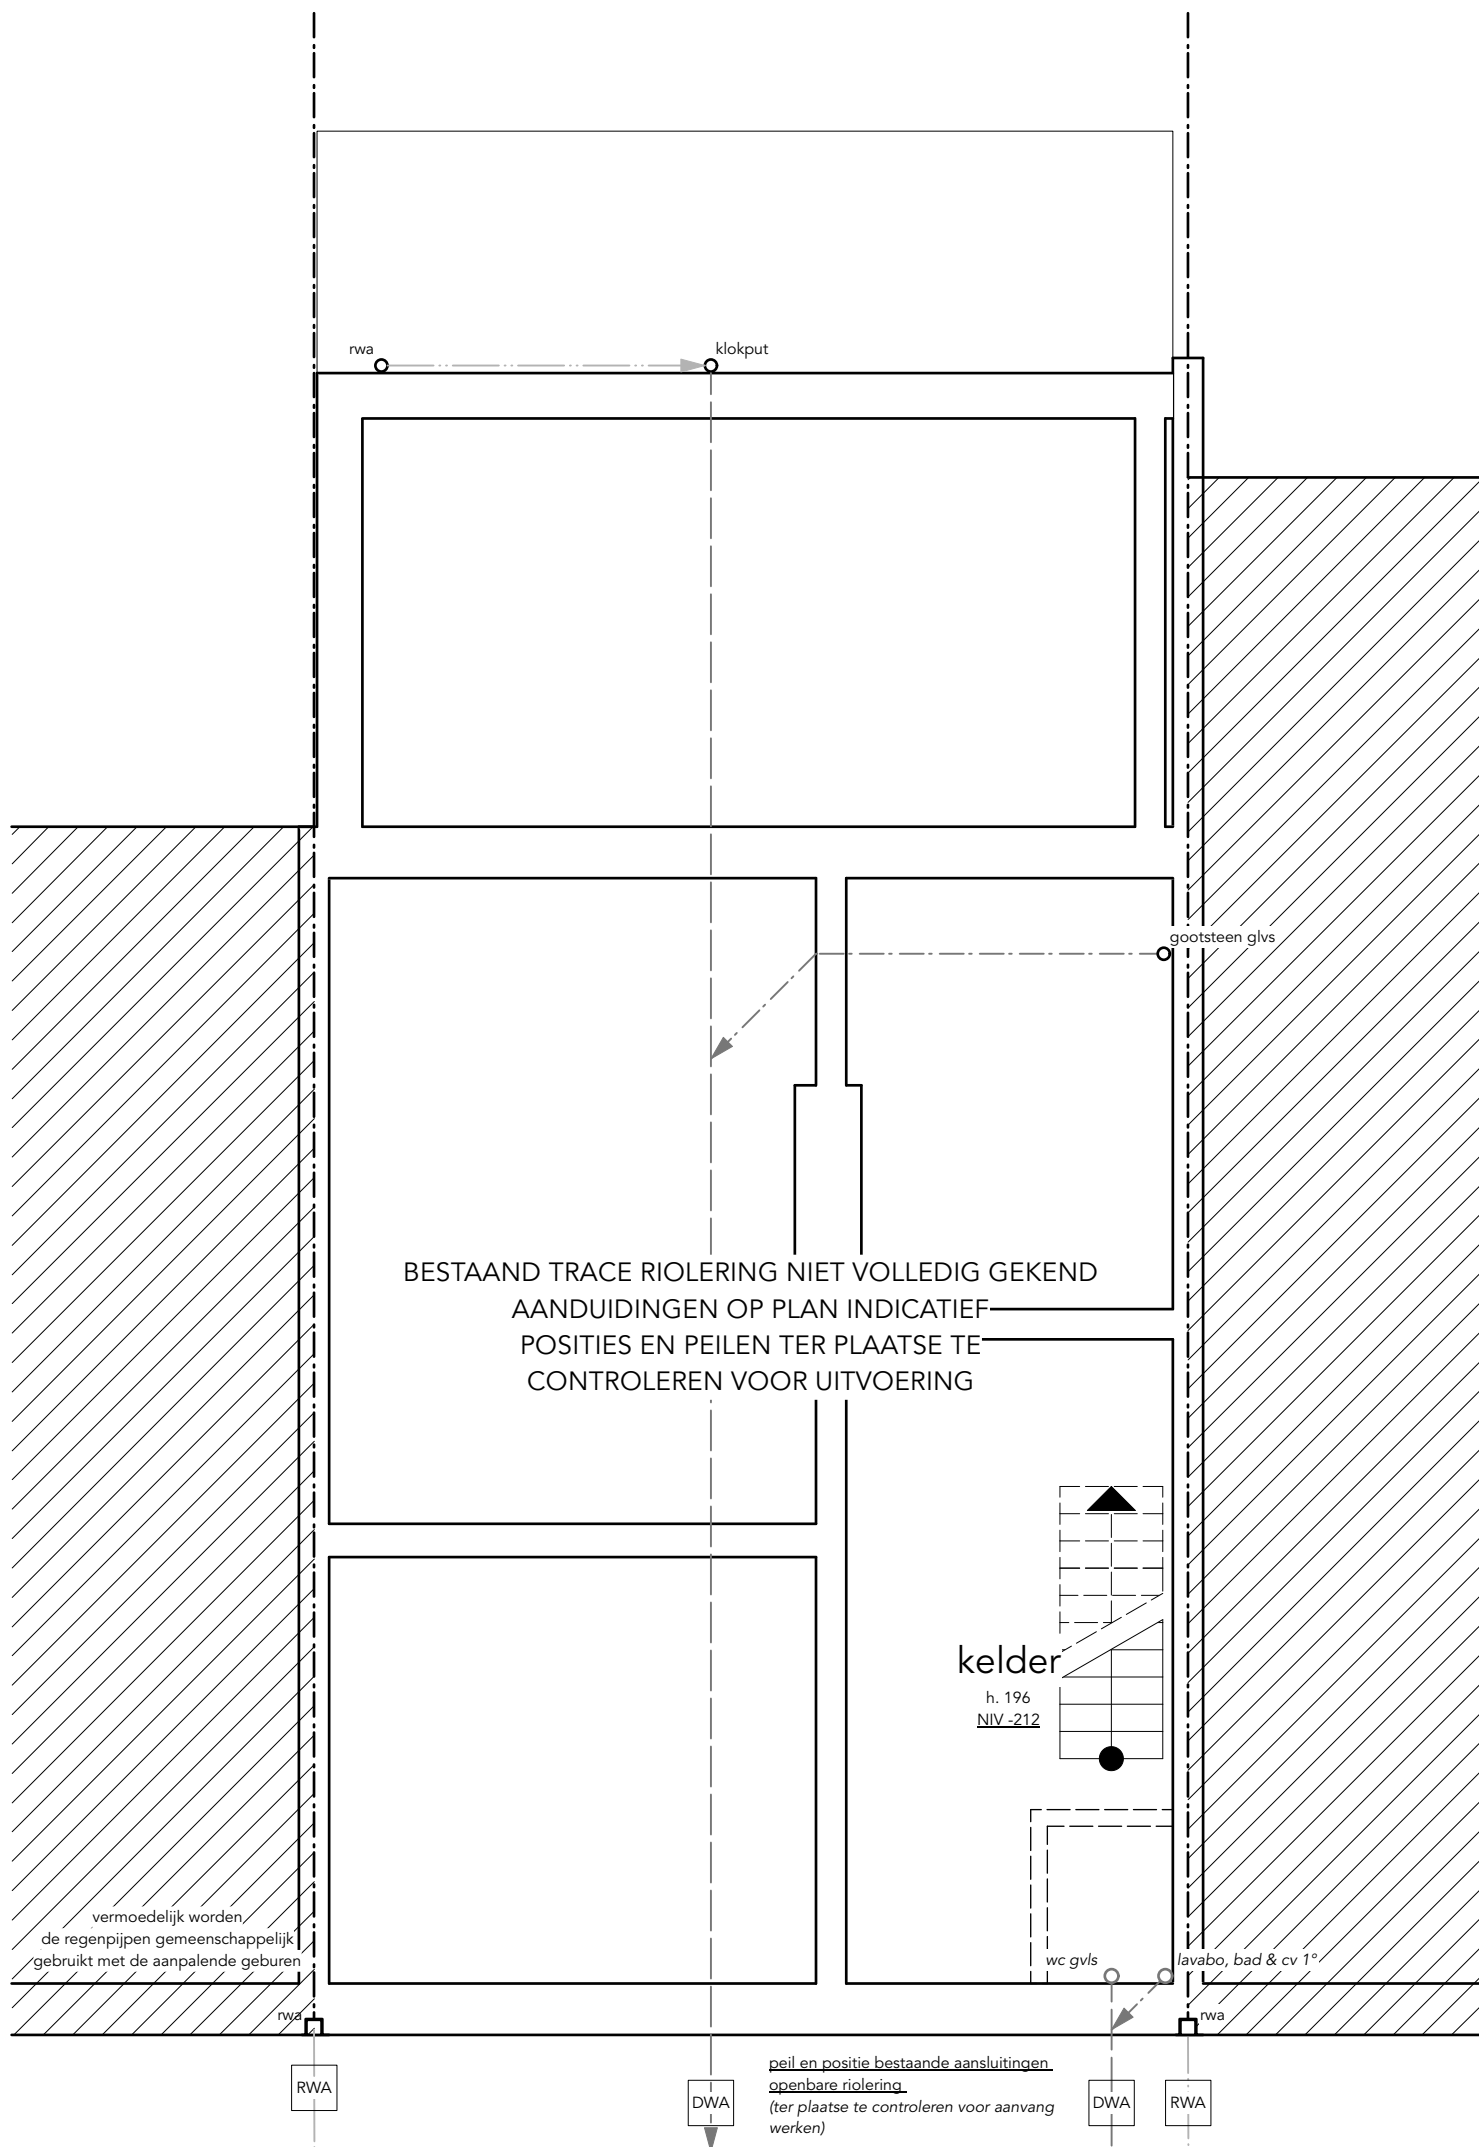 rwa
klokput
gootsteen glvs
BESTAAND TRACE RIOLERING NIET VOLLEDIG GEKEND
AANDUIDINGEN OP PLAN INDICATIEF
POSITIES EN PEILEN TER PLAATSE TE
CONTROLEREN VOOR UITVOERING
kelder
h. 196
NIV -212
vermoedelijk worden
de regenpijpen gemeenschappelijk
gebruikt met de aanpalende geburen
wc gvls
lavabo, bad & cv 1°
rwa
rwa
RWA
DWA
peil en positie bestaande aansluitingen
openbare riolering
(ter plaatse te controleren voor aanvang
werken)
DWA
RWA